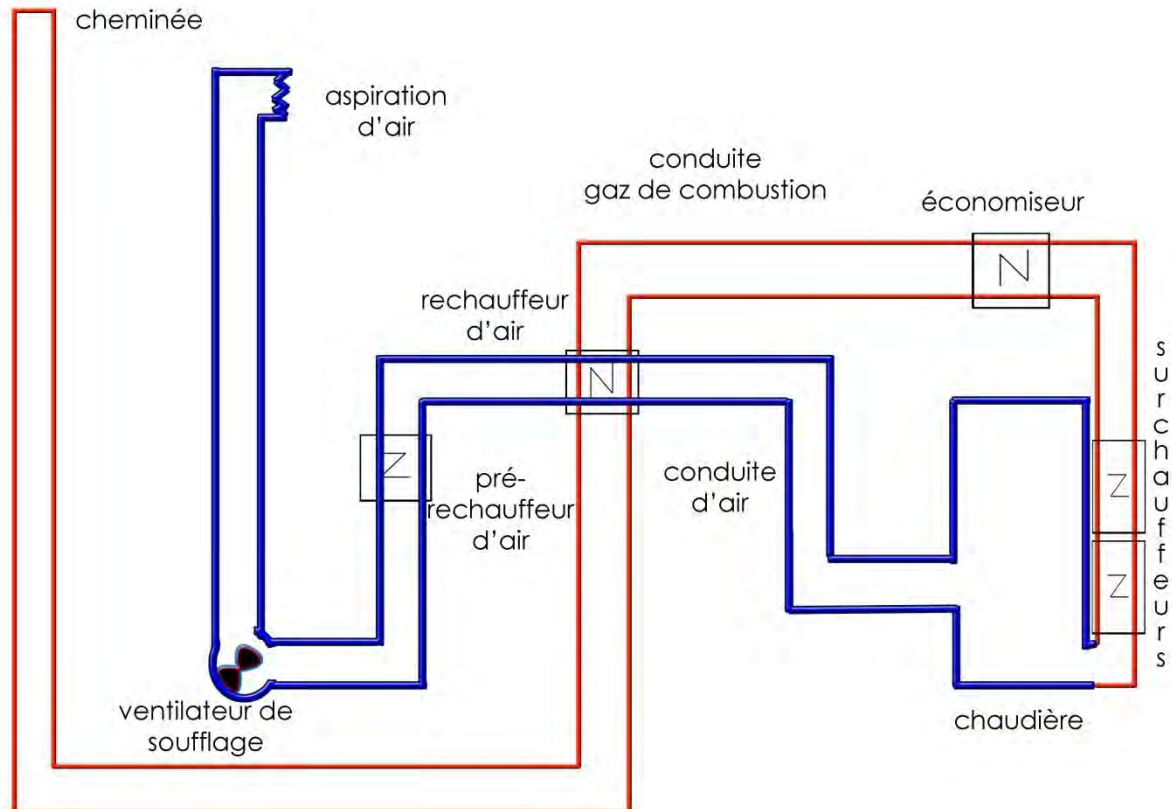 cheminée
aspiration
d'air
conduite
gaz de combustion
économiseur
rechauffeur
d'air
surchauffeurs
pré-
rechauffeur
d'air
conduite
d'air
ventilateur de
soufflage
chaudière